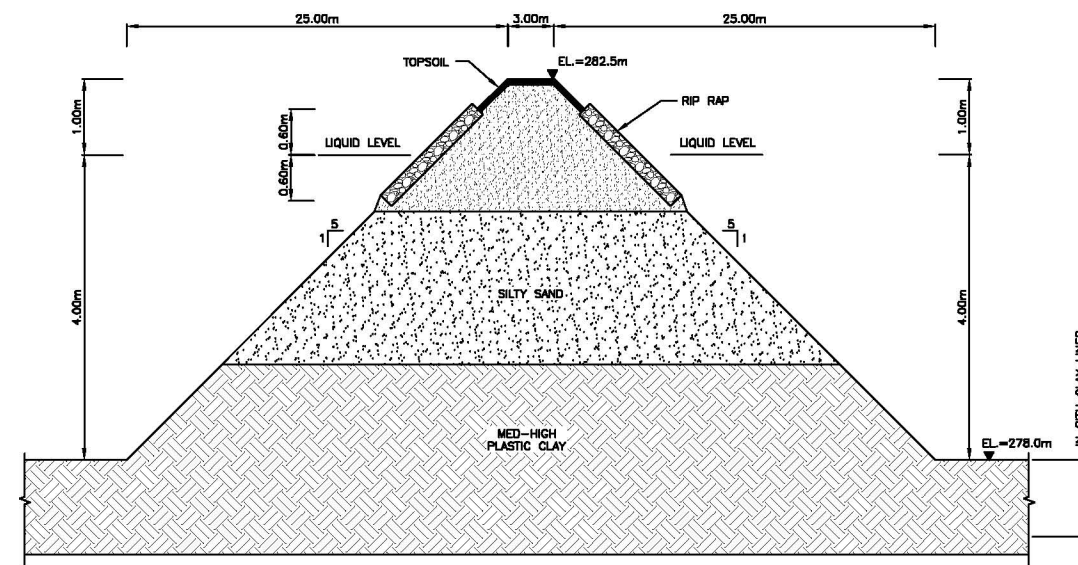 25.00m
3.00m
25.00m
EL.=282.5m
TOPSOIL
RIP RAP
1.00m
0.60m
LIQUID LEVEL
LIQUID LEVEL
1.00m
0.60m
5
1
5
1
4.00m
SILTY SAND
4.00m
MED-HIGH
PLASTIC CLAY
EL.=278.0m